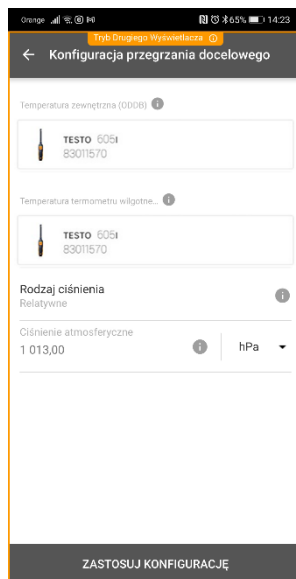 Orange 65% 14:23
Tryb Drugiego Wyświetlacza
Konfiguracja przegrzania docelowego
Temperatura zewnętrzna (ODDB)
TESTO 605I
83011570
Temperatura termometru wilgotne...
TESTO 605I
83011570
Rodzaj ciśnienia
Relatywne
Ciśnienie atmosferyczne
1 013,00 hPa
ZASTOSUJ KONFIGURACJĘ